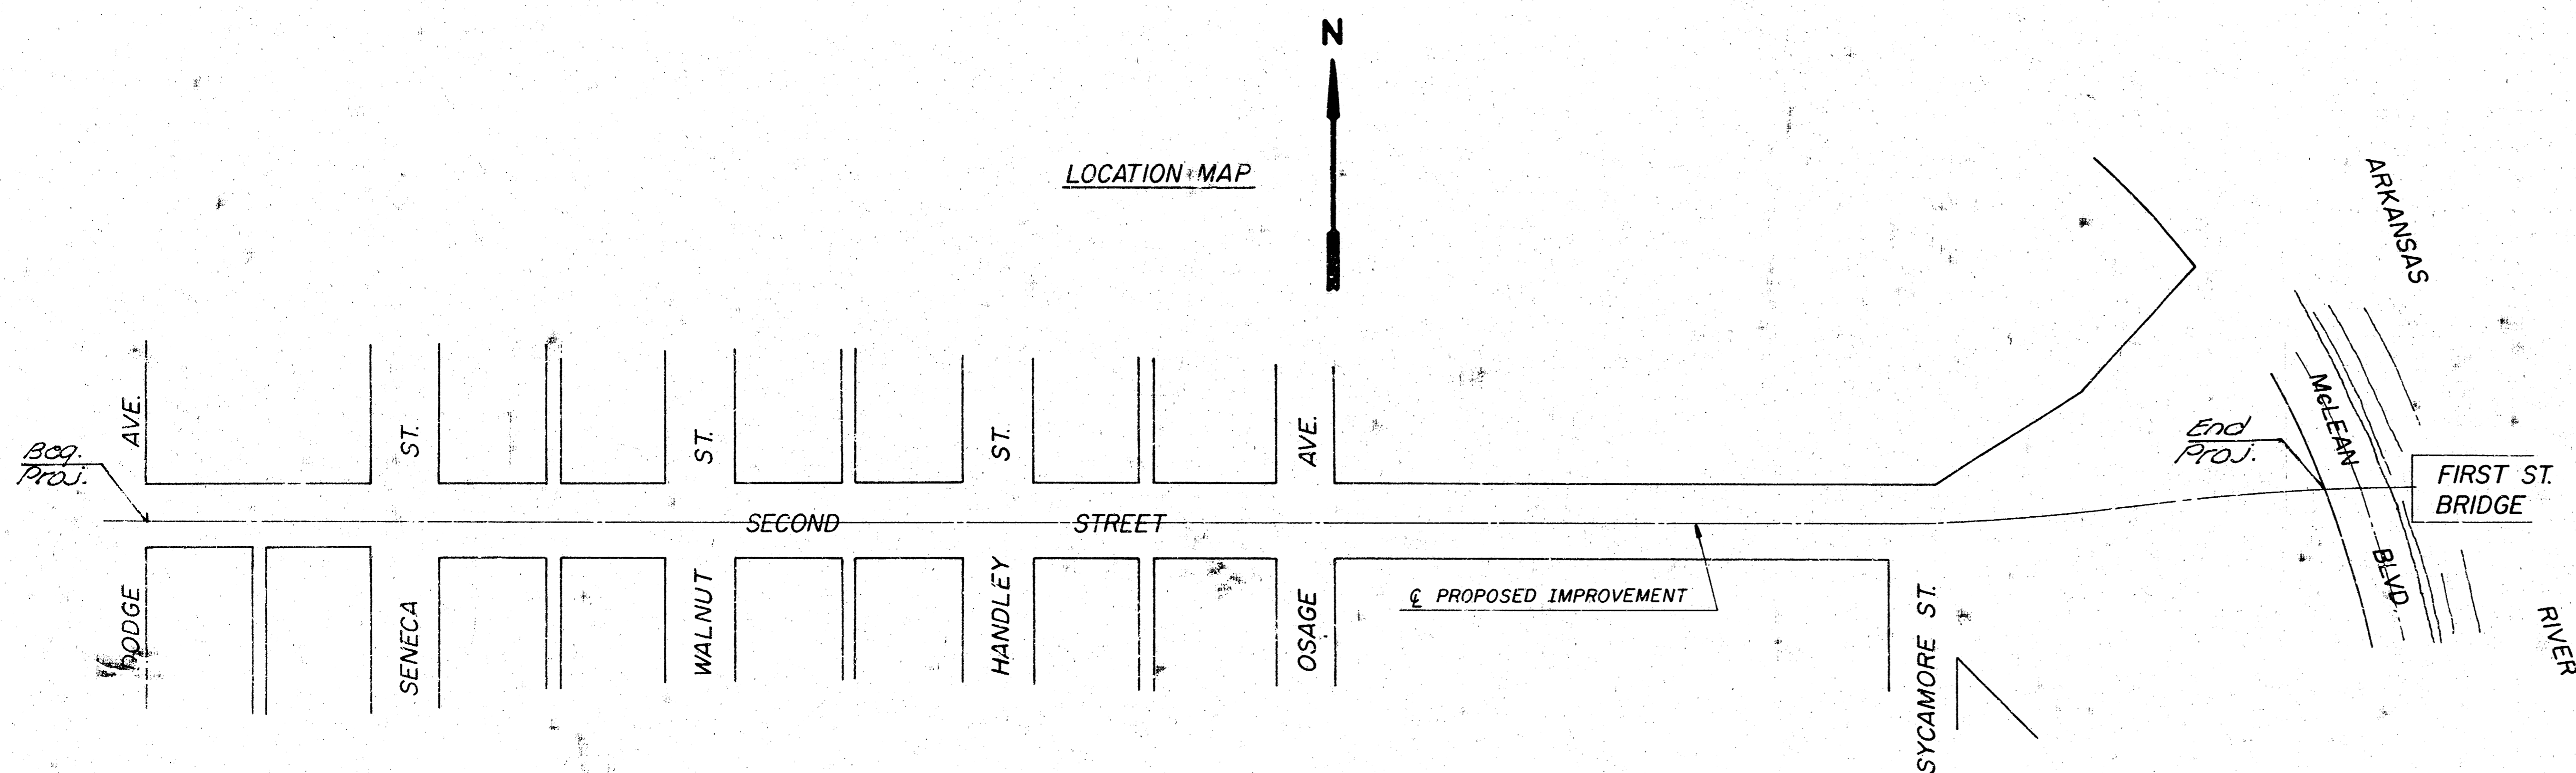 N
LOCATION MAP
ARKANSAS
RIVER
Beg.
Proj.
DODGE AVE.
SENECA ST.
WALNUT ST.
HANDLEY ST.
OSAGE AVE.
SECOND STREET
℄ PROPOSED IMPROVEMENT
SYCAMORE ST.
End
Proj.
McLEAN BLVD.
FIRST ST.
BRIDGE